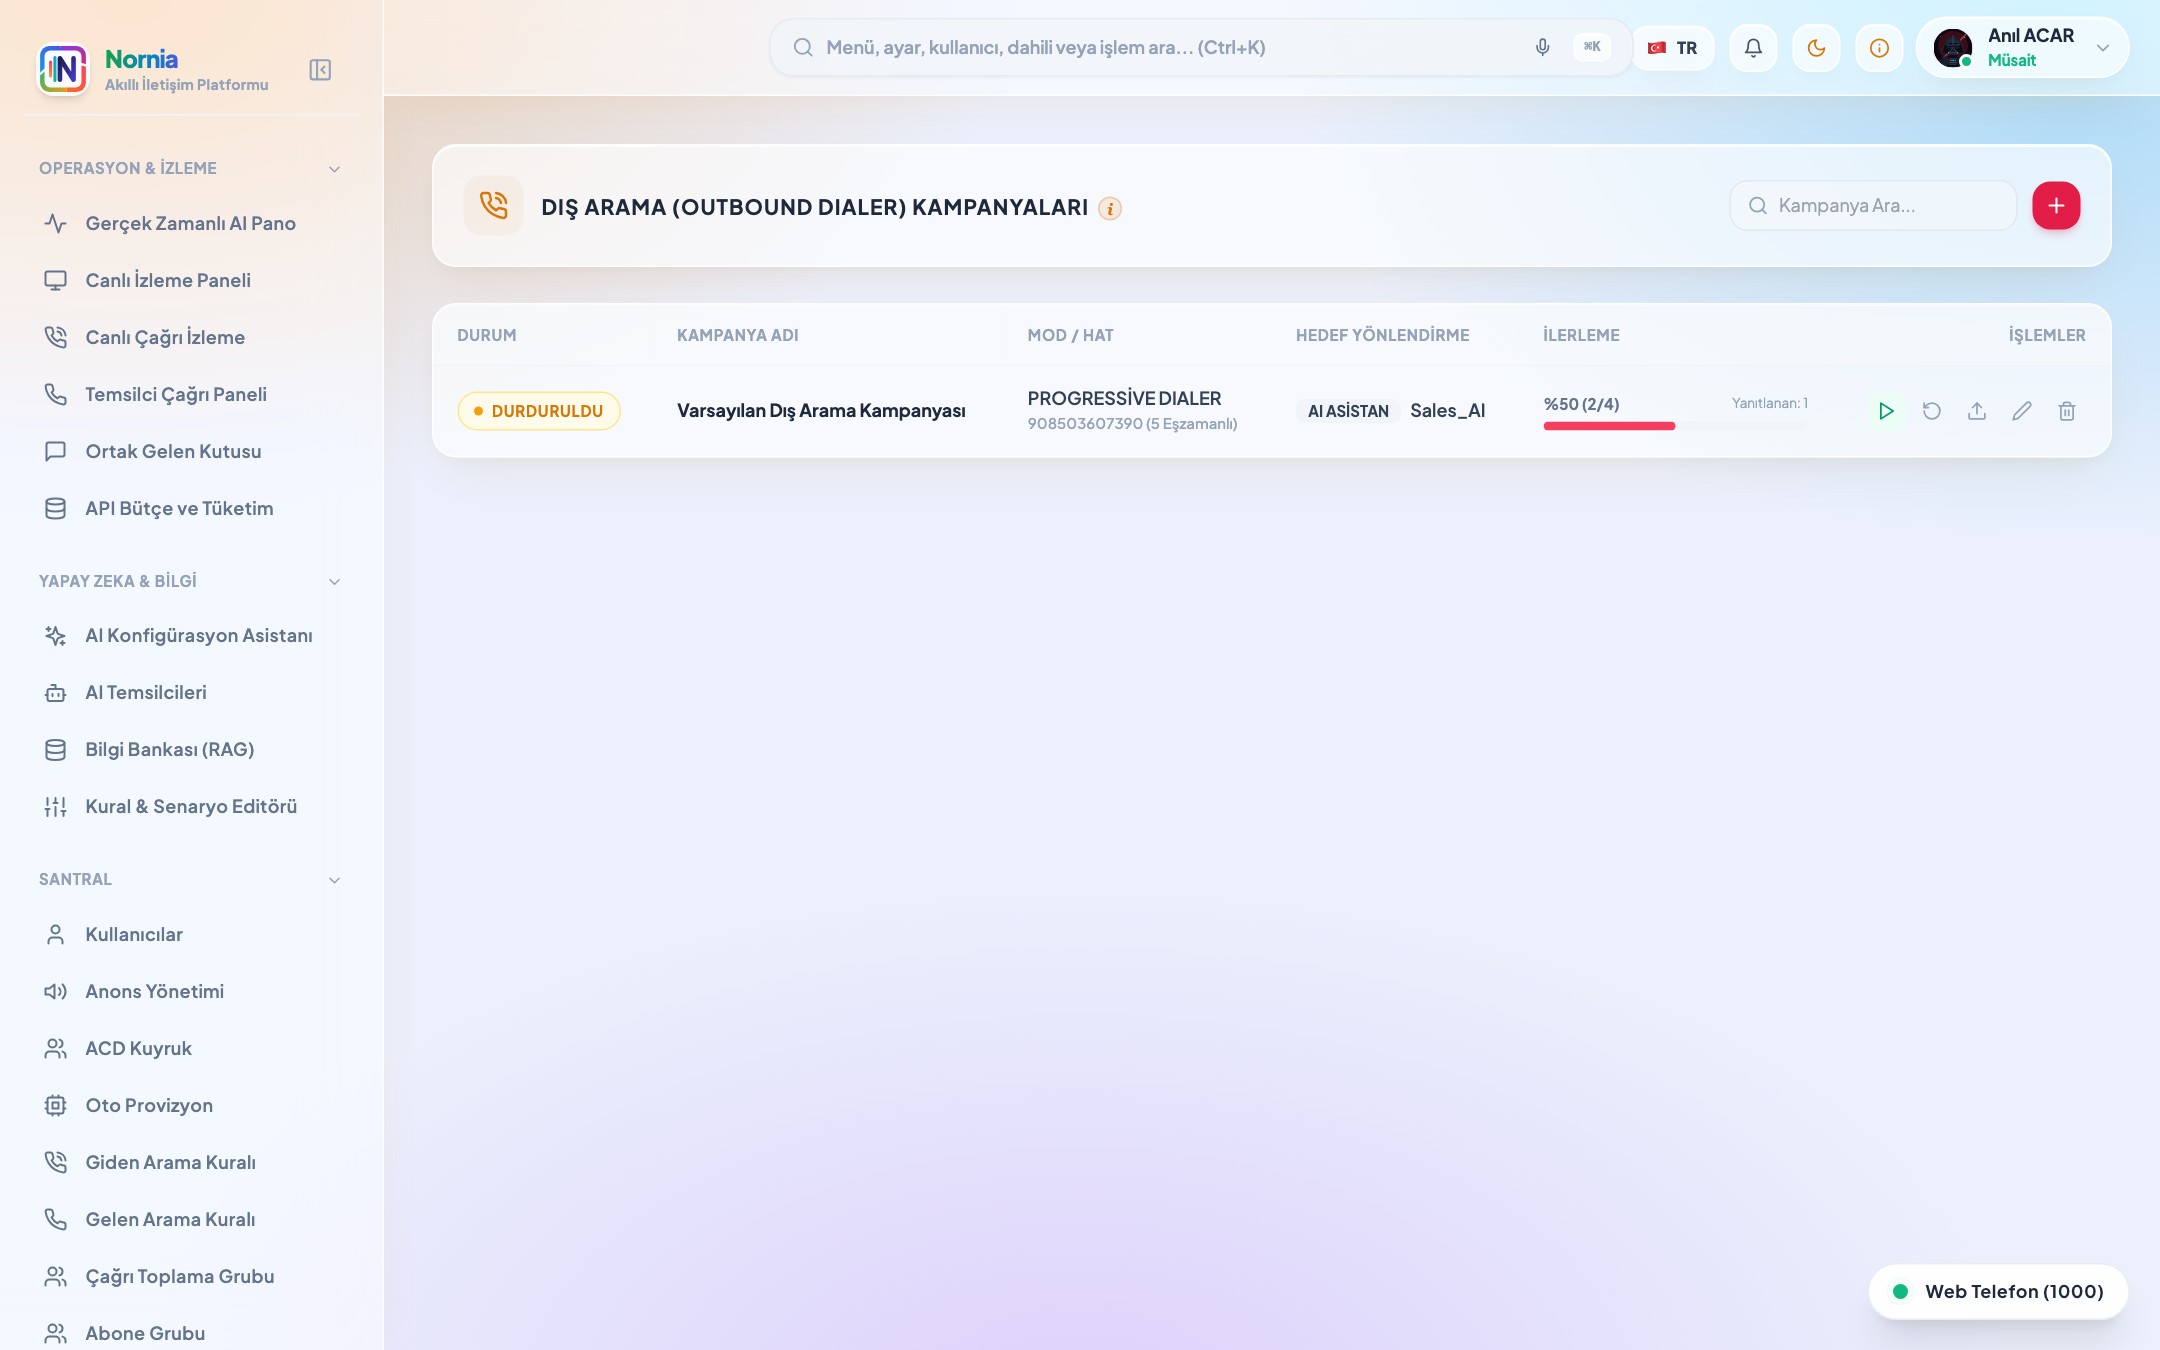 Nornia
Akıllı İletişim Platformu
OPERASYON & İZLEME
Gerçek Zamanlı AI Pano
Canlı İzleme Paneli
Canlı Çağrı İzleme
Temsilci Çağrı Paneli
Ortak Gelen Kutusu
API Bütçe ve Tüketim
YAPAY ZEKA & BİLGİ
AI Konfigürasyon Asistanı
AI Temsilcileri
Bilgi Bankası (RAG)
Kural & Senaryo Editörü
SANTRAL
Kullanıcılar
Anons Yönetimi
ACD Kuyruk
Oto Provizyon
Giden Arama Kuralı
Gelen Arama Kuralı
Çağrı Toplama Grubu
Abone Grubu
Menü, ayar, kullanıcı, dahili veya işlem ara... (Ctrl+K)
⌘K
TR
Anıl ACAR
Müsait
DIŞ ARAMA (OUTBOUND DIALER) KAMPANYALARI i
Kampanya Ara...
DURUM KAMPANYA ADI MOD / HAT HEDEF YÖNLENDİRME İLERLEME İŞLEMLER
DURDURULDU
Varsayılan Dış Arama Kampanyası
PROGRESSİVE DIALER
908503607390 (5 Eşzamanlı)
AI ASİSTAN Sales_AI
%50 (2/4) Yanıtlanan: 1
Web Telefon (1000)